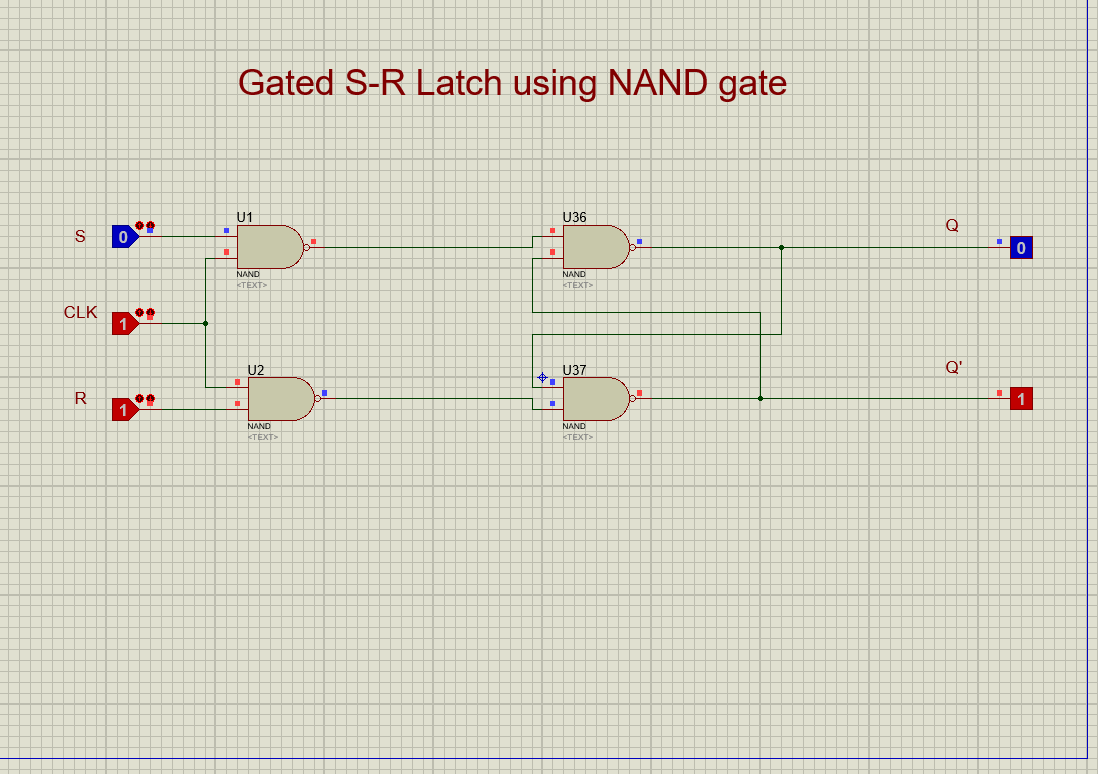 Gated S-R Latch using NAND gate
U1
U36
S
0
Q
0
NAND
<TEXT>
NAND
<TEXT>
CLK
1
U2
U37
Q'
R
1
1
NAND
<TEXT>
NAND
<TEXT>